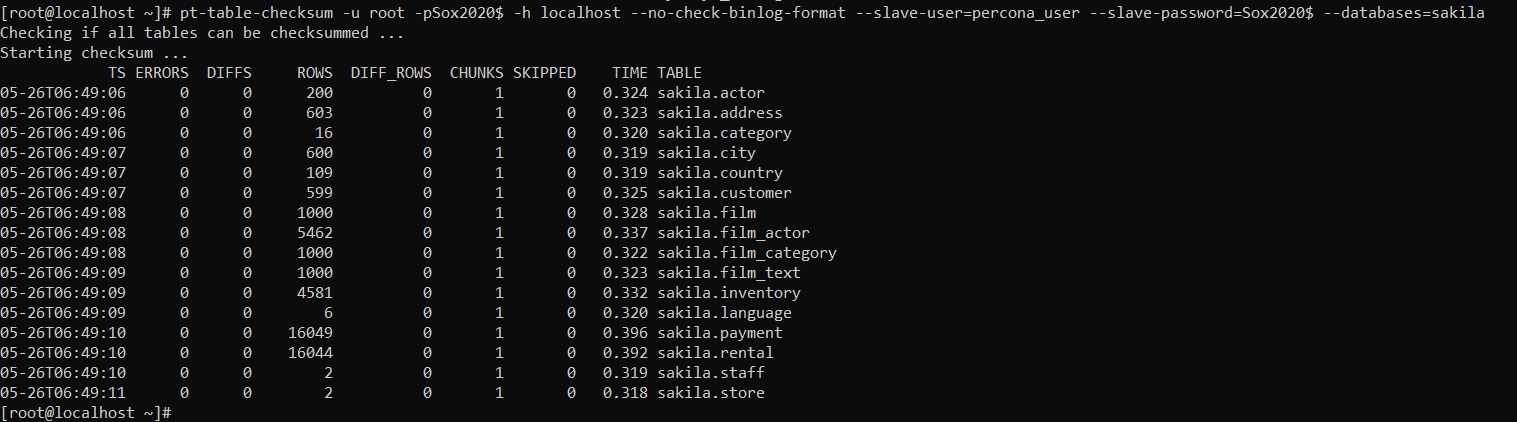 [root@localhost ~]# pt-table-checksum -u root -pSox2020$ -h localhost --no-check-binlog-format --slave-user=percona_user --slave-password=Sox2020$ --databases=sakila
Checking if all tables can be checksummed ...
Starting checksum ...
            TS ERRORS  DIFFS     ROWS  DIFF_ROWS  CHUNKS SKIPPED    TIME TABLE
05-26T06:49:06      0      0      200          0       1       0   0.324 sakila.actor
05-26T06:49:06      0      0      603          0       1       0   0.323 sakila.address
05-26T06:49:06      0      0       16          0       1       0   0.320 sakila.category
05-26T06:49:07      0      0      600          0       1       0   0.319 sakila.city
05-26T06:49:07      0      0      109          0       1       0   0.319 sakila.country
05-26T06:49:07      0      0      599          0       1       0   0.325 sakila.customer
05-26T06:49:08      0      0     1000          0       1       0   0.328 sakila.film
05-26T06:49:08      0      0     5462          0       1       0   0.337 sakila.film_actor
05-26T06:49:08      0      0     1000          0       1       0   0.322 sakila.film_category
05-26T06:49:09      0      0     1000          0       1       0   0.323 sakila.film_text
05-26T06:49:09      0      0     4581          0       1       0   0.332 sakila.inventory
05-26T06:49:09      0      0        6          0       1       0   0.320 sakila.language
05-26T06:49:10      0      0    16049          0       1       0   0.396 sakila.payment
05-26T06:49:10      0      0    16044          0       1       0   0.392 sakila.rental
05-26T06:49:10      0      0        2          0       1       0   0.319 sakila.staff
05-26T06:49:11      0      0        2          0       1       0   0.318 sakila.store
[root@localhost ~]#